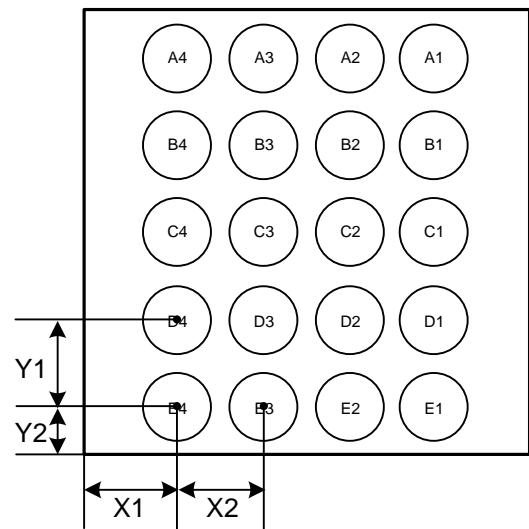 A4 A3 A2 A1
B4 B3 B2 B1
C4 C3 C2 C1
D4 D3 D2 D1
Y1
E4 E3 E2 E1
Y2
X1 X2